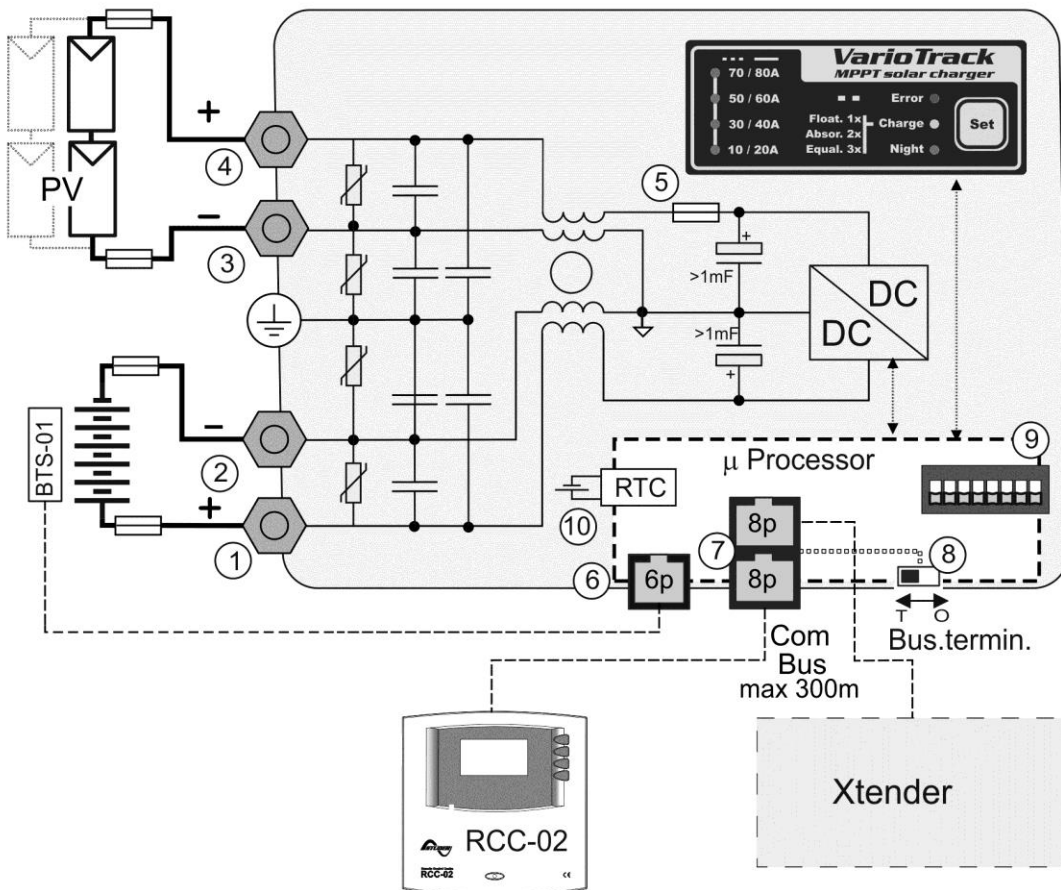 VarioTrack
MPPT solar charger
70 / 80A
50 / 60A
30 / 40A
10 / 20A
Float. 1x
Absor. 2x
Equal. 3x
Error
Charge
Night
Set
+
4
PV
−
3
5
+
>1mF
>1mF
+
DC
DC
BTS-01
−
2
+
1
μ Processor
9
RTC
10
8p
7
8p
8
6
6p
T O
Bus.termin.
Com
Bus
max 300m
Xtender
RCC-02
RCC-02
CE